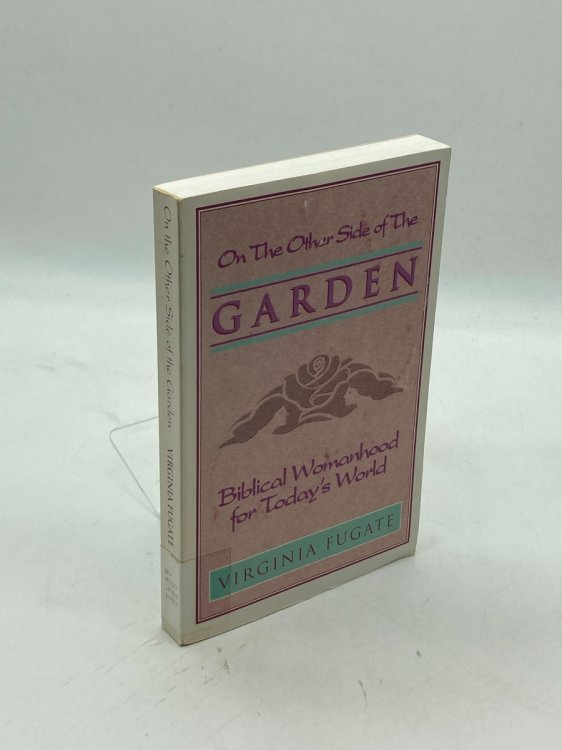 On The Other Side of The
GARDEN
Biblical Womanhood
for Today's World
VIRGINIA FUGATE
On the Other Side of the Garden
VIRGINIA FUGATE